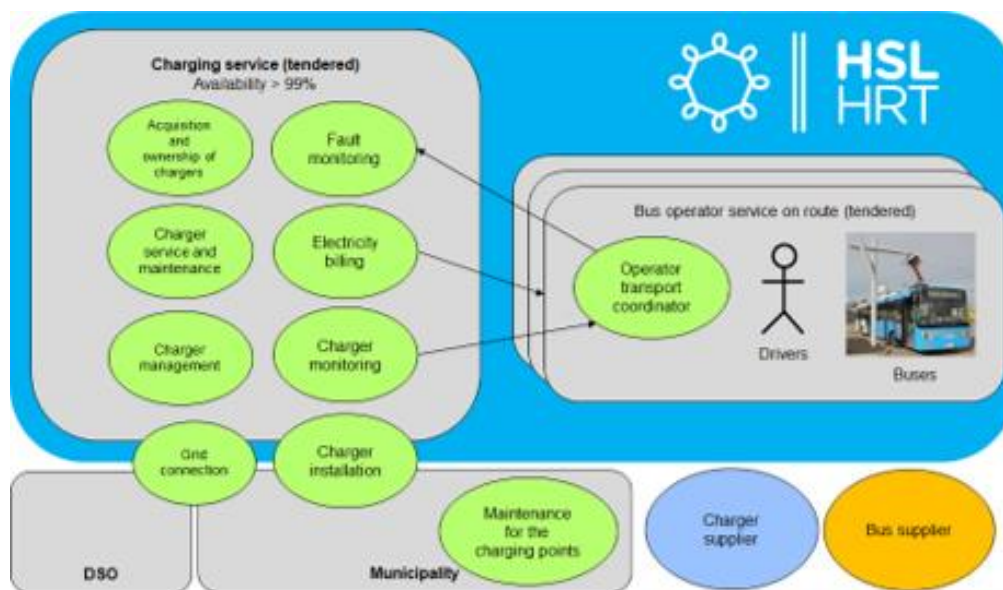 Charging service (tendered)
Availability > 99%
Acquisition
and
ownership of
chargers
Fault
monitoring
Charger
service and
maintenance
Electricity
billing
Charger
management
Charger
monitoring
Grid
connection
Charger
installation
HSL
HRT
Bus operator service on route (tendered)
Operator
transport
coordinator
Drivers
Buses
DSO
Municipality
Maintenance
for the
charging points
Charger
supplier
Bus supplier